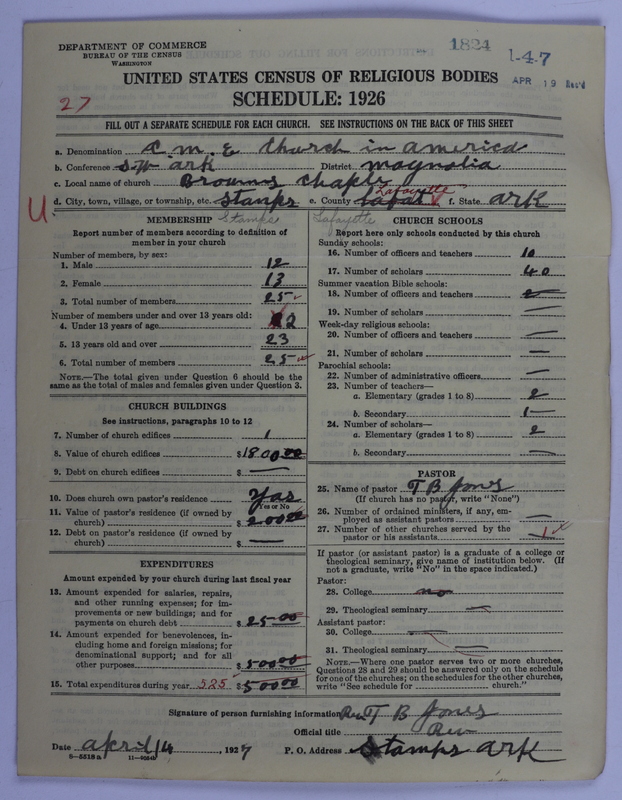 DEPARTMENT OF COMMERCE
BUREAU OF THE CENSUS
WASHINGTON
1824
1-4-7
APR 19 Rec'd
UNITED STATES CENSUS OF RELIGIOUS BODIES
27
SCHEDULE: 1926
FILL OUT A SEPARATE SCHEDULE FOR EACH CHURCH. SEE INSTRUCTIONS ON THE BACK OF THIS SHEET
a. Denomination C M E Church in america
b. Conference S.W ark District magnolia
c. Local name of church Browns Chaple
Lafayette
U
d. City, town, village, or township, etc. Stanps e. County Lafat f. State ark
MEMBERSHIP Stamps
Report number of members according to definition of member in your church
Number of members, by sex:
1. Male 12
2. Female 13
3. Total number of members 25
Number of members under and over 13 years old:
4. Under 13 years of age 2
5. 13 years old and over 23
6. Total number of members 25
NOTE.—The total given under Question 6 should be the same as the total of males and females given under Question 3.
CHURCH BUILDINGS
See instructions, paragraphs 10 to 12
7. Number of church edifices 1
8. Value of church edifices $1800.00
9. Debt on church edifices $ —
10. Does church own pastor's residence Yas
Yes or No
11. Value of pastor's residence (if owned by church) $ 200.00
12. Debt on pastor's residence (if owned by church) $ —
EXPENDITURES
Amount expended by your church during last fiscal year
13. Amount expended for salaries, repairs, and other running expenses; for improvements or new buildings; and for payments on church debt $ 25.00
14. Amount expended for benevolences, including home and foreign missions; for denominational support; and for all other purposes $ 500.00
15. Total expenditures during year 525 $ 500.00
Lafayette CHURCH SCHOOLS
Report here only schools conducted by this church
Sunday schools:
16. Number of officers and teachers 10
17. Number of scholars 40
Summer vacation Bible schools:
18. Number of officers and teachers 2
19. Number of scholars —
Week-day religious schools:
20. Number of officers and teachers —
21. Number of scholars —
Parochial schools:
22. Number of administrative officers —
23. Number of teachers—
a. Elementary (grades 1 to 8) 2
b. Secondary 1
24. Number of scholars—
a. Elementary (grades 1 to 8) 2
b. Secondary —
PASTOR
25. Name of pastor T B Jones
(If church has no pastor, write "None")
26. Number of ordained ministers, if any, employed as assistant pastors —
27. Number of other churches served by the pastor or his assistants 1
If pastor (or assistant pastor) is a graduate of a college or theological seminary, give name of institution below. (If not a graduate, write "No" in the space indicated.)
Pastor:
28. College no
29. Theological seminary —
Assistant pastor:
30. College —
31. Theological seminary —
NOTE.—Where one pastor serves two or more churches, Questions 28 and 29 should be answered only on the schedule for one of the churches; on the schedules for the other churches, write "See schedule for church."
Signature of person furnishing information Rev T B Jones
Official title Rev
Date april 14, 1927 P. O. Address Stamps ark